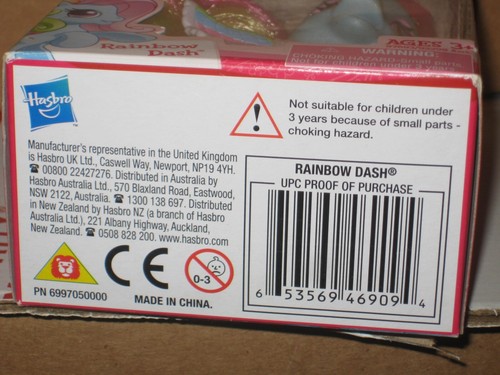 Rainbow
Dash
AGES: 3+
WARNING:
CHOKING HAZARD-Small parts
Hasbro
Not suitable for children under
3 years because of small parts -
choking hazard.
Manufacturer's representative in the United Kingdom
is Hasbro UK Ltd., Caswell Way, Newport, NP19 4YH.
☎ 00800 22427276. Distributed in Australia by
Hasbro Australia Ltd., 570 Blaxland Road, Eastwood,
NSW 2122, Australia. ☎ 1300 138 697. Distributed
in New Zealand by Hasbro NZ (a branch of Hasbro
Australia Ltd.), 221 Albany Highway, Auckland,
New Zealand. ☎ 0508 828 200. www.hasbro.com
RAINBOW DASH®
UPC PROOF OF PURCHASE
6 53569 46909 4
CE
0-3
PN 6997050000
MADE IN CHINA.